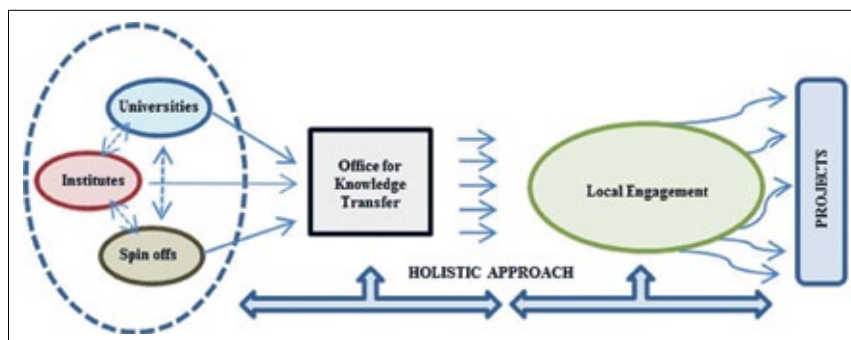 Universities
Institutes
Spin offs
Office for
Knowledge
Transfer
Local Engagement
PROJECTS
HOLISTIC APPROACH